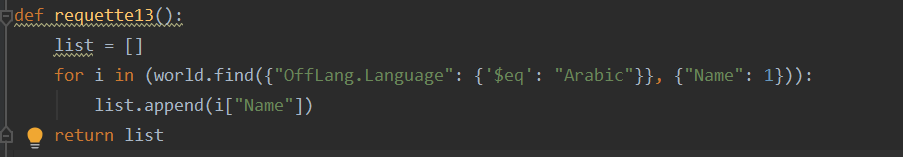 def requette13():
    list = []
    for i in (world.find({"OffLang.Language": {'$eq': "Arabic"}}, {"Name": 1})):
        list.append(i["Name"])
    return list